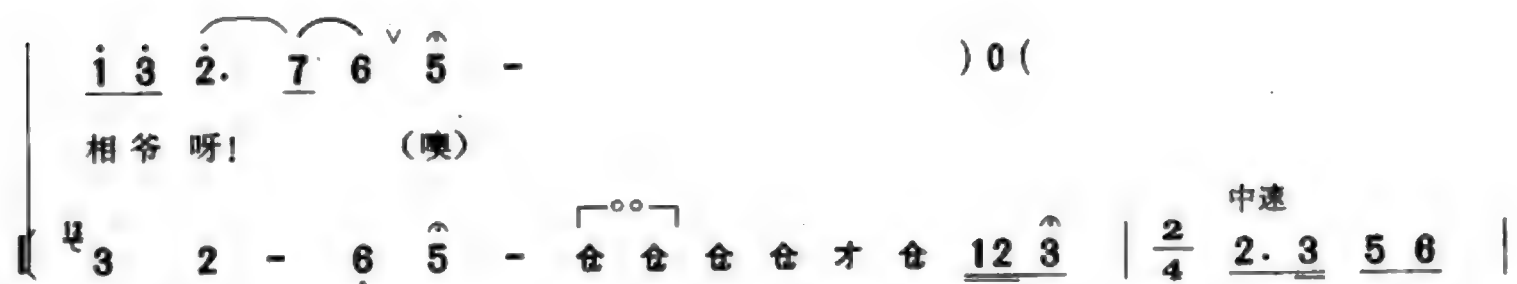 1̇ 3̇ 2̇. 7 6 5 - ) 0 (
相爷 呀！ （噢）
中速
3 2 - 6̣ 5 - 仓 仓 仓 仓 才 仓 12 3 | 2/4 2. 3 5 6 |